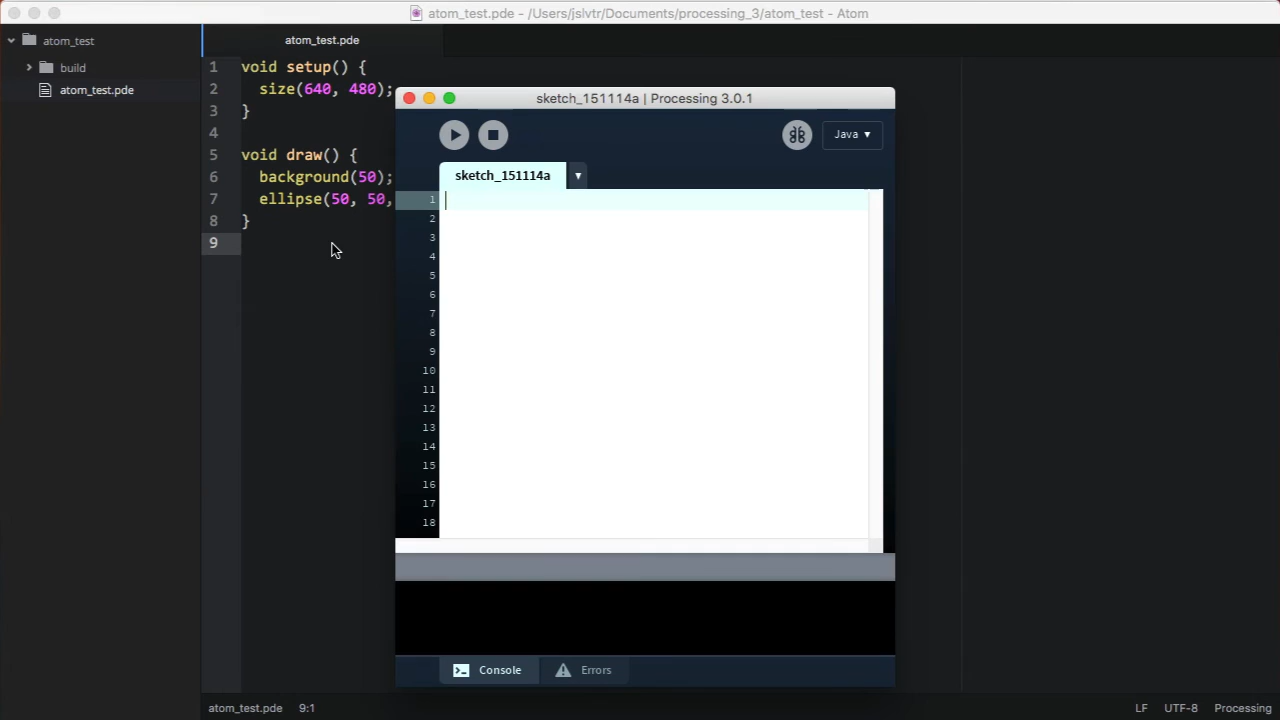 atom_test.pde - /Users/jslvtr/Documents/processing_3/atom_test - Atom
atom_test
build
atom_test.pde
atom_test.pde
1 void setup() {
2 size(640, 480);
3 }
4
5 void draw() {
6 background(50);
7 ellipse(50, 50,
8 }
9
sketch_151114a | Processing 3.0.1
Java ▾
sketch_151114a ▾
1
2
3
4
5
6
7
8
9
10
11
12
13
14
15
16
17
18
Console Errors
atom_test.pde 9:1 LF UTF-8 Processing